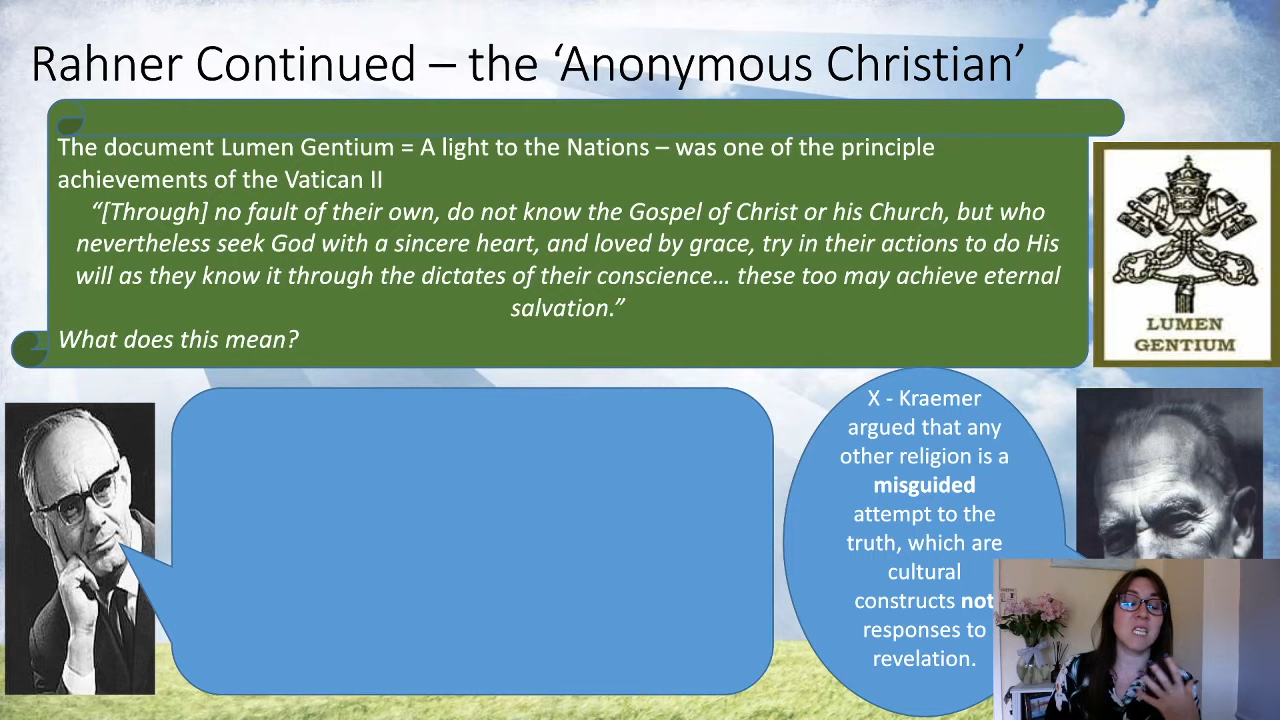 Rahner Continued – the ‘Anonymous Christian’
The document Lumen Gentium = A light to the Nations – was one of the principle
achievements of the Vatican II
“[Through] no fault of their own, do not know the Gospel of Christ or his Church, but who
nevertheless seek God with a sincere heart, and loved by grace, try in their actions to do His
will as they know it through the dictates of their conscience… these too may achieve eternal
salvation.”
What does this mean?
LUMEN
GENTIUM
X - Kraemer
argued that any
other religion is a
misguided
attempt to the
truth, which are
cultural
constructs not
responses to
revelation.